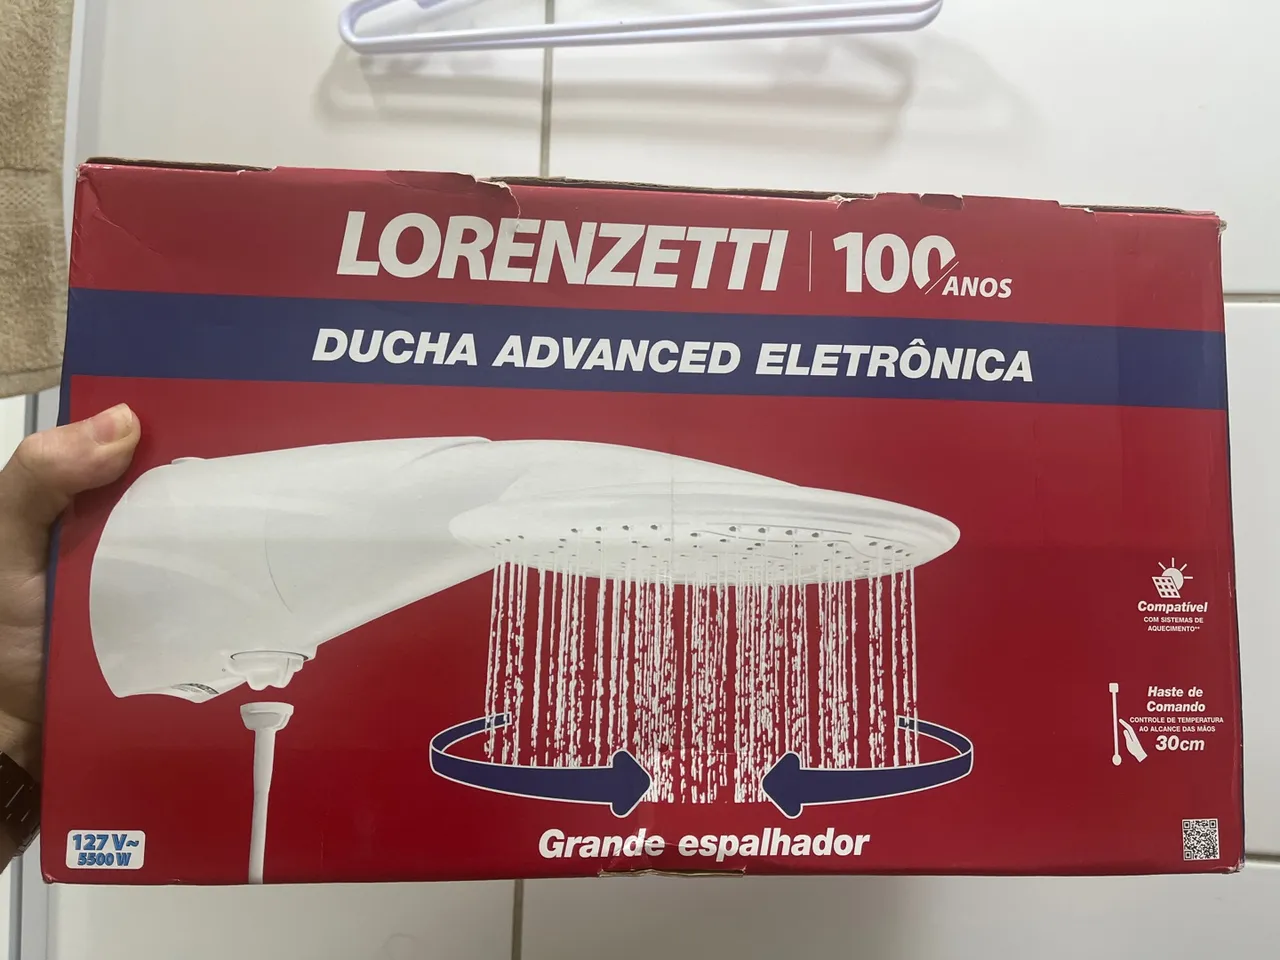 LORENZETTI | 100 ANOS
DUCHA ADVANCED ELETRÔNICA
Compatível
COM SISTEMAS DE
AQUECIMENTO**
Haste de
Comando
CONTROLE DE TEMPERATURA
AO ALCANCE DAS MÃOS
30cm
127 V~
5500 W
Grande espalhador